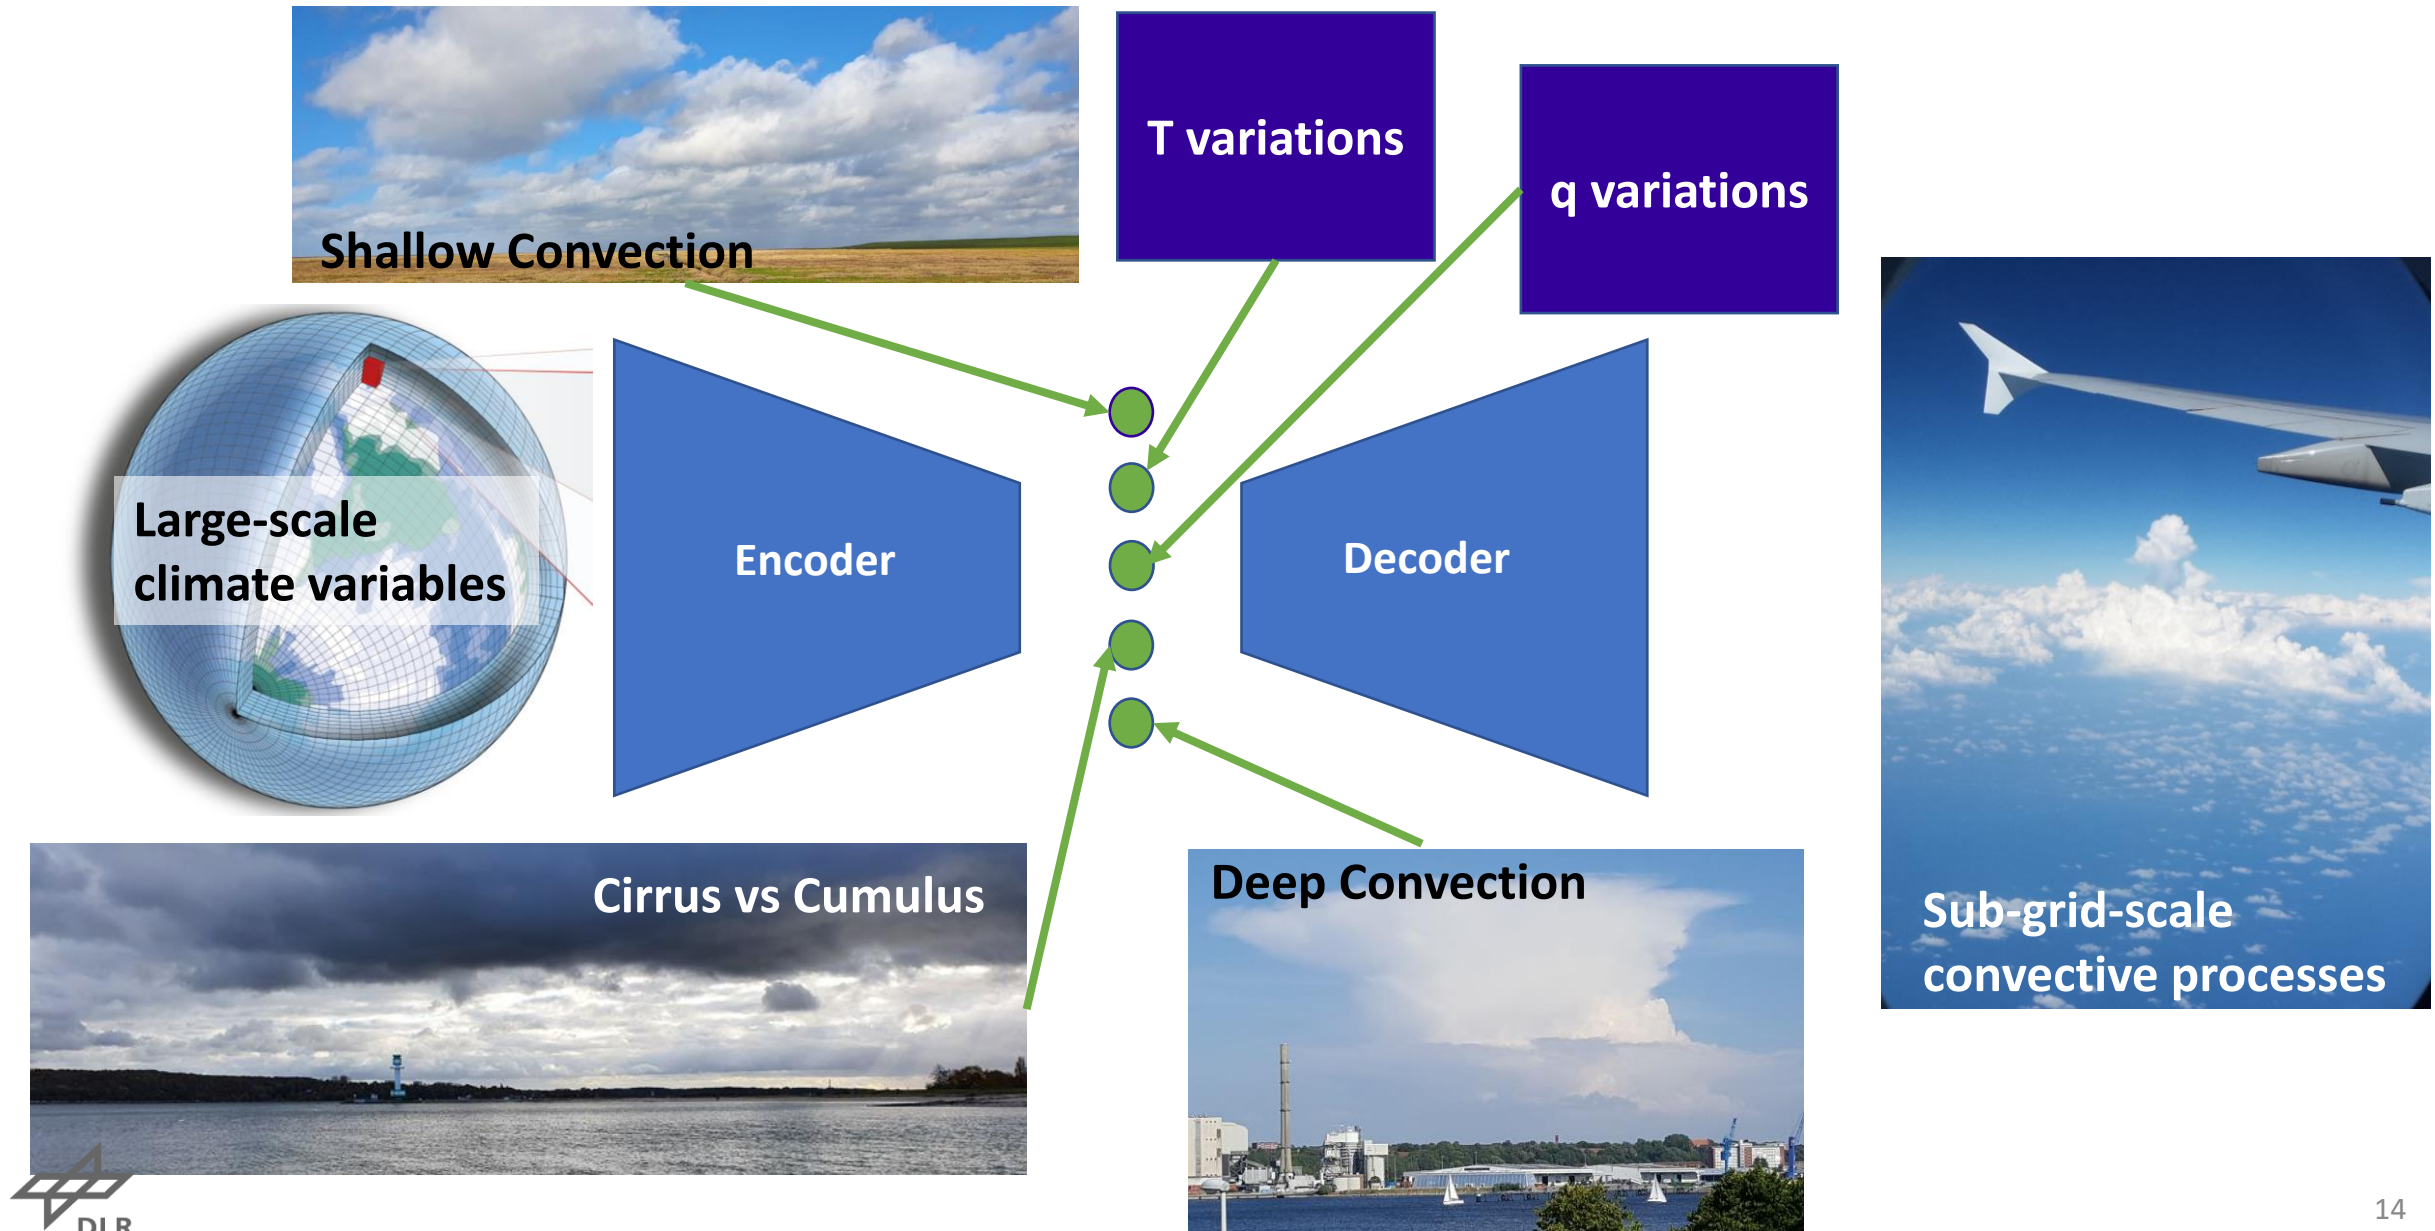 T variations
q variations
Shallow Convection
Large-scale
climate variables
Encoder
Decoder
Cirrus vs Cumulus
Deep Convection
Sub-grid-scale
convective processes
DLR
14